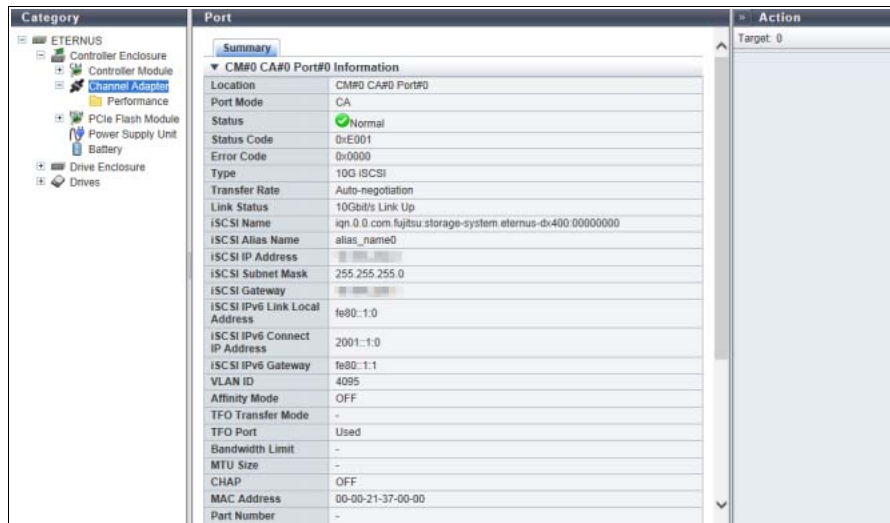 Category
Port
» Action
ETERNUS
Controller Enclosure
Controller Module
Channel Adapter
Performance
PCIe Flash Module
Power Supply Unit
Battery
Drive Enclosure
Drives
Summary
▼ CM#0 CA#0 Port#0 Information
Location CM#0 CA#0 Port#0
Port Mode CA
Status Normal
Status Code 0xE001
Error Code 0x0000
Type 10G iSCSI
Transfer Rate Auto-negotiation
Link Status 10Gbit/s Link Up
iSCSI Name iqn.0.0.com.fujitsu:storage-system.eternus-dx400:00000000
iSCSI Alias Name alias_name0
iSCSI IP Address
iSCSI Subnet Mask 255.255.255.0
iSCSI Gateway
iSCSI IPv6 Link Local
Address fe80::1:0
iSCSI IPv6 Connect
IP Address 2001::1:0
iSCSI IPv6 Gateway fe80::1:1
VLAN ID 4095
Affinity Mode OFF
TFO Transfer Mode -
TFO Port Used
Bandwidth Limit -
MTU Size -
CHAP OFF
MAC Address 00-00-21-37-00-00
Part Number -
Target: 0